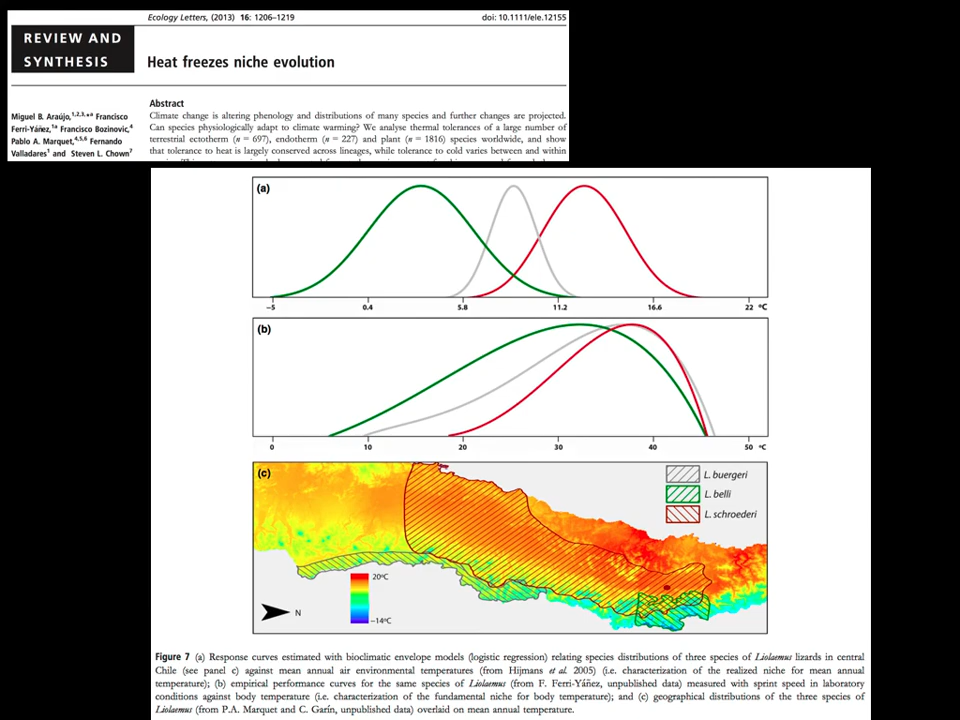 Ecology Letters, (2013) 16: 1206–1219
doi: 10.1111/ele.12155
REVIEW AND
SYNTHESIS
Heat freezes niche evolution
Abstract
Miguel B. Araújo,1,2,3,*a Francisco
Ferri-Yáñez,1a Francisco Bozinovic,4
Pablo A. Marquet,4,5,6 Fernando
Valladares1 and Steven L. Chown7
Climate change is altering phenology and distributions of many species and further changes are projected.
Can species physiologically adapt to climate warming? We analyse thermal tolerances of a large number of
terrestrial ectotherm (n = 697), endotherm (n = 227) and plant (n = 1816) species worldwide, and show
that tolerance to heat is largely conserved across lineages, while tolerance to cold varies between and within
(a)
−5 0.4 5.8 11.2 16.6 22 ºC
(b)
0 10 20 30 40 50 ºC
(c)
L. buergeri
L. belli
L. schroederi
20ºC
−14ºC
N
Figure 7 (a) Response curves estimated with bioclimatic envelope models (logistic regression) relating species distributions of three species of Liolaemus lizards in central
Chile (see panel c) against mean annual air environmental temperatures (from Hijmans et al. 2005) (i.e. characterization of the realized niche for mean annual
temperature); (b) empirical performance curves for the same species of Liolaemus (from F. Ferri-Yáñez, unpublished data) measured with sprint speed in laboratory
conditions against body temperature (i.e. characterization of the fundamental niche for body temperature); and (c) geographical distributions of the three species of
Liolaemus (from P.A. Marquet and C. Garín, unpublished data) overlaid on mean annual temperature.